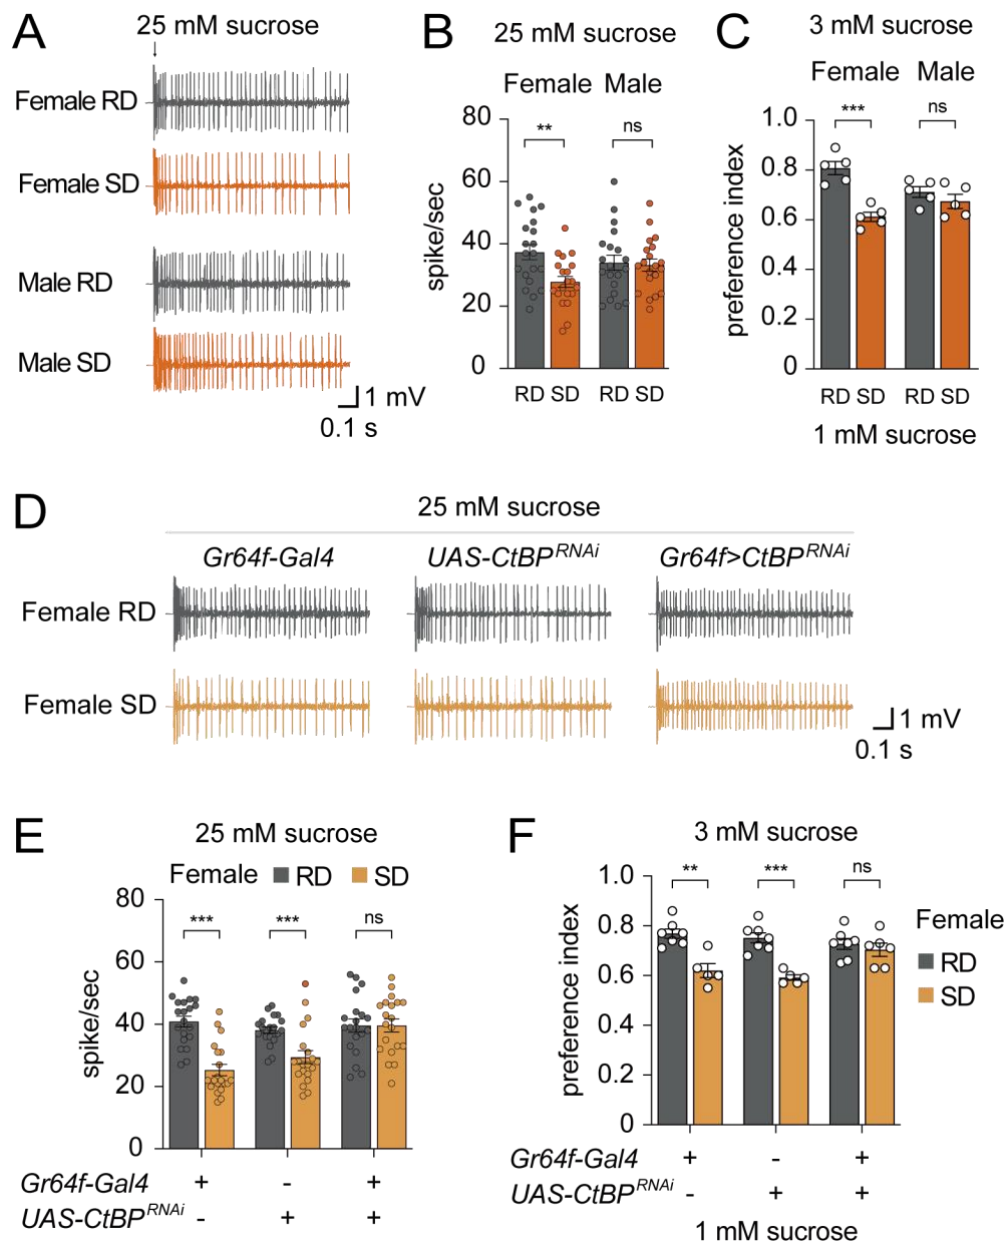 A
25 mM sucrose
Female RD
Female SD
Male RD
Male SD
1 mV
0.1 s
B
25 mM sucrose
Female Male
** ns
80
60
40
20
0
spike/sec
RD SD RD SD
C
3 mM sucrose
Female Male
*** ns
1.0
0.8
0.6
0.4
0.2
0
preference index
RD SD RD SD
1 mM sucrose
D
25 mM sucrose
Gr64f-Gal4 UAS-CtBP^RNAi Gr64f>CtBP^RNAi
Female RD
Female SD
1 mV
0.1 s
E
25 mM sucrose
Female RD SD
*** *** ns
80
60
40
20
0
spike/sec
Gr64f-Gal4 + - +
UAS-CtBP^RNAi - + +
F
3 mM sucrose
** *** ns
1.0
0.8
0.6
0.4
0.2
0
preference index
Female
RD
SD
Gr64f-Gal4 + - +
UAS-CtBP^RNAi - + +
1 mM sucrose